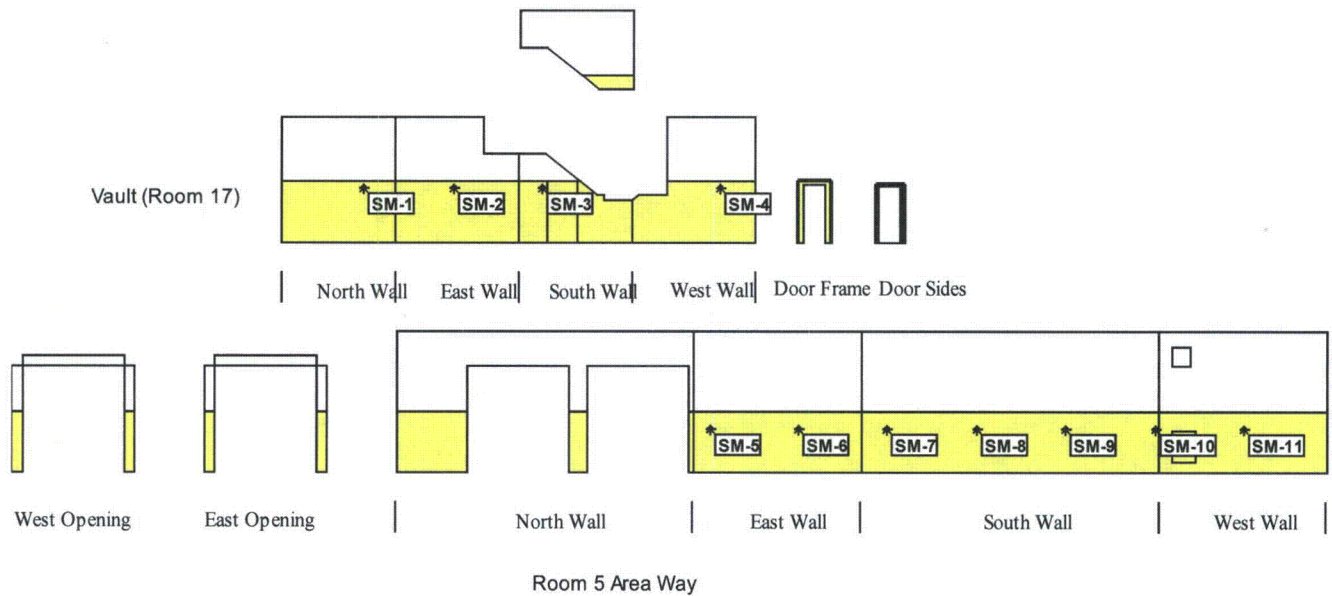 Vault (Room 17)
SM-1
SM-2
SM-3
SM-4
North Wall
East Wall
South Wall
West Wall
Door Frame
Door Sides
SM-5
SM-6
SM-7
SM-8
SM-9
SM-10
SM-11
West Opening
East Opening
North Wall
East Wall
South Wall
West Wall
Room 5 Area Way